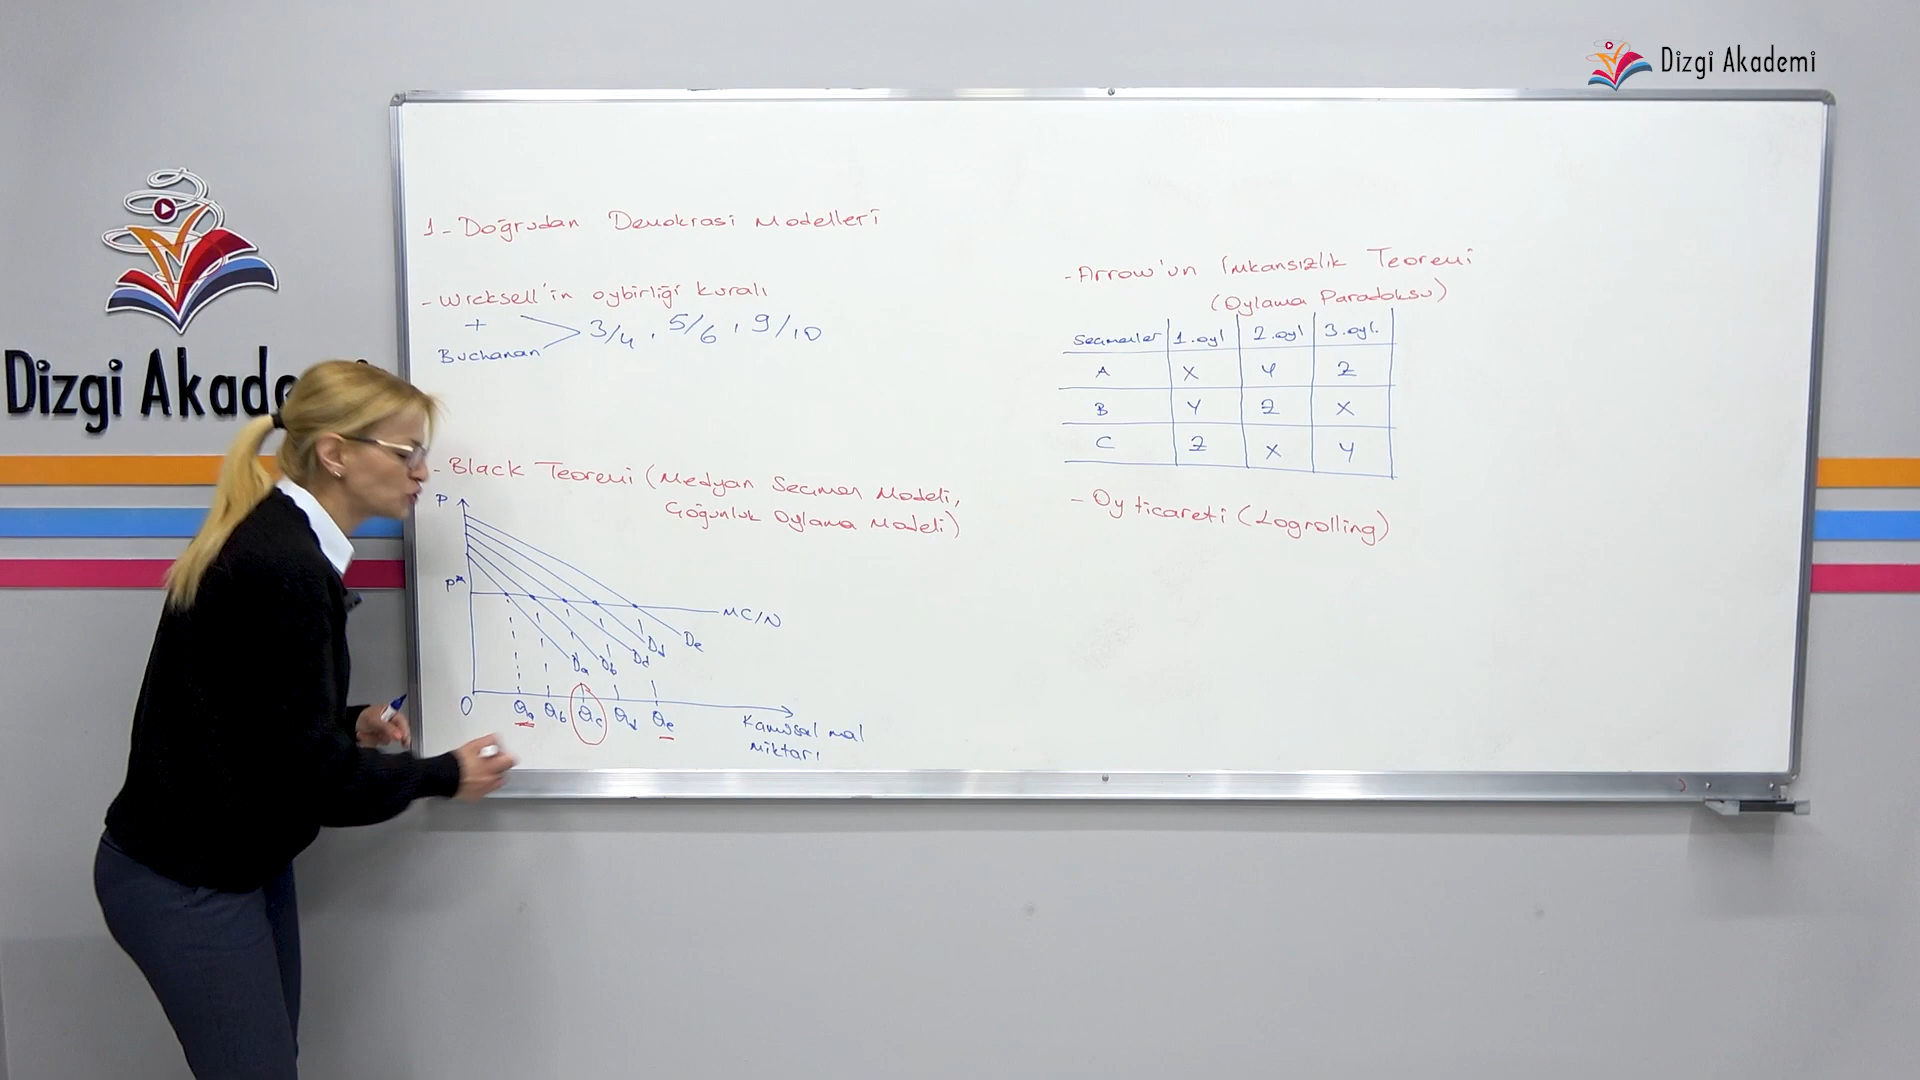 Dizgi Akademi
Dizgi Akade
1 - Doğrudan Demokrasi Modelleri
- Wicksell'in oybirliği kuralı
+
Buchanan
3/4, 5/6, 9/10
- Black Teoremi (Medyan Seçmen Modeli,
Çoğunluk Oylama Modeli)
P
P*
MC/N
Da Db Dd Dd De
O
Qa Qb Qc Qd Qe
Kamusal mal
miktarı
- Arrow'un İmkansızlık Teoremi
(Oylama Paradoksu)
Seçmenler 1.oyl 2.oyl 3.oyl.
A X Y Z
B Y Z X
C Z X Y
- Oy ticareti (Logrolling)